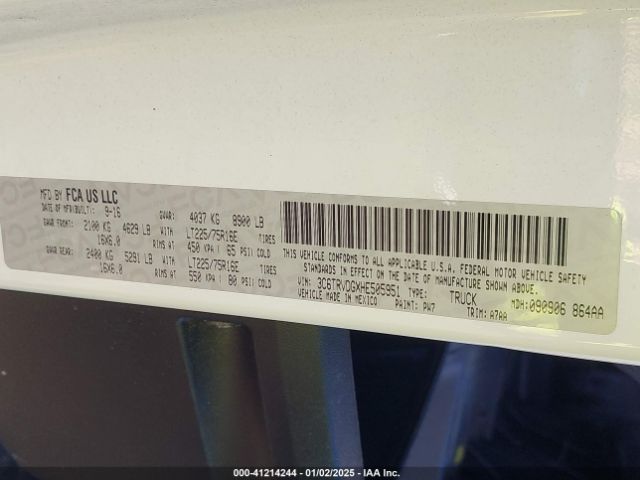 MFD BY FCA US LLC
DATE OF MFR(BUILT): 9-16 GVWR: 4037 KG 8900 LB
GAWR FRONT: 2100 KG 4629 LB WITH LT225/75R16E TIRES
16X6.0 RIMS AT 450 KPA( 65 PSI) COLD
GAWR REAR: 2400 KG 5291 LB WITH LT225/75R16E TIRES
16X6.0 RIMS AT 550 KPA( 80 PSI) COLD
THIS VEHICLE CONFORMS TO ALL APPLICABLE U.S.A. FEDERAL MOTOR VEHICLE SAFETY
STANDARDS IN EFFECT ON THE DATE OF MANUFACTURE SHOWN ABOVE.
VIN: 3C6TRVDGXHE505951 TYPE: TRUCK MDH:090906 864AA
VEHICLE MADE IN MEXICO PAINT: PW7 TRIM: A7AA
000-41214244 - 01/02/2025 - IAA Inc.